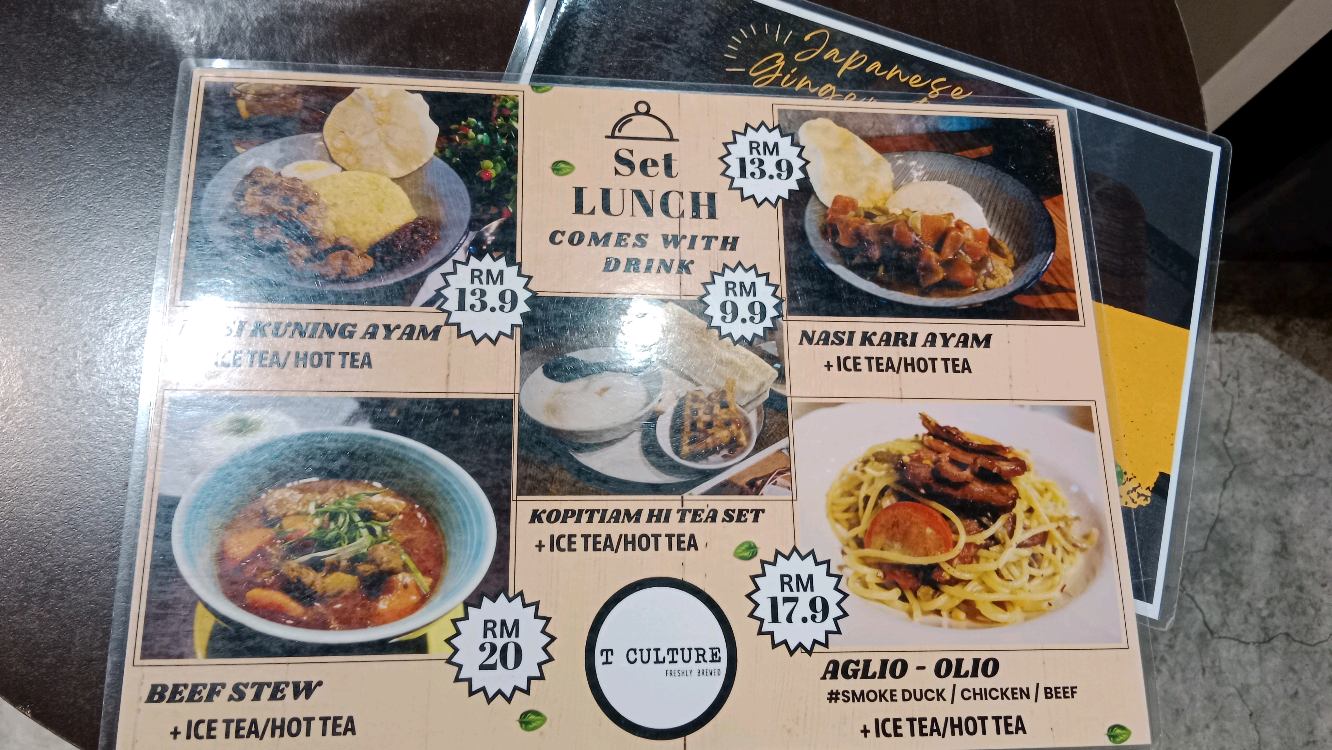 Japanese
Set
LUNCH
COMES WITH
DRINK
RM
13.9
KUNING AYAM
TEA/ HOT TEA
RM
13.9
NASI KARI AYAM
+ ICE TEA/HOT TEA
RM
9.9
KOPITIAM HI TEA SET
+ ICE TEA/HOT TEA
RM
20
BEEF STEW
+ ICE TEA/HOT TEA
RM
17.9
AGLIO - OLIO
#SMOKE DUCK / CHICKEN / BEEF
+ ICE TEA/HOT TEA
T CULTURE
FRESHLY BREWED